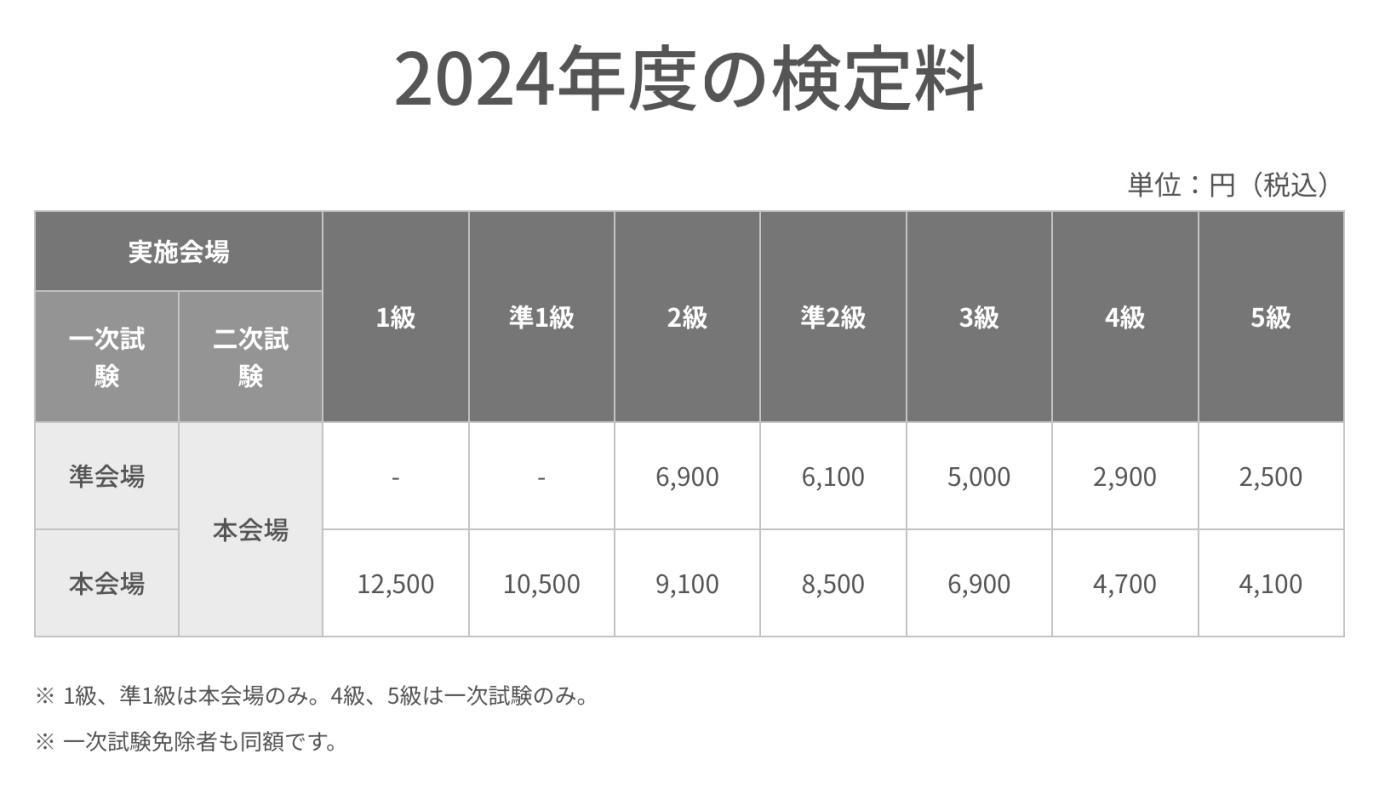 2024年度の検定料
単位：円（税込）
実施会場
1級 準1級 2級 準2級 3級 4級 5級
一次試
験
二次試
験
準会場 - - 6,900 6,100 5,000 2,900 2,500
本会場
本会場 12,500 10,500 9,100 8,500 6,900 4,700 4,100
※ 1級、準1級は本会場のみ。4級、5級は一次試験のみ。
※ 一次試験免除者も同額です。